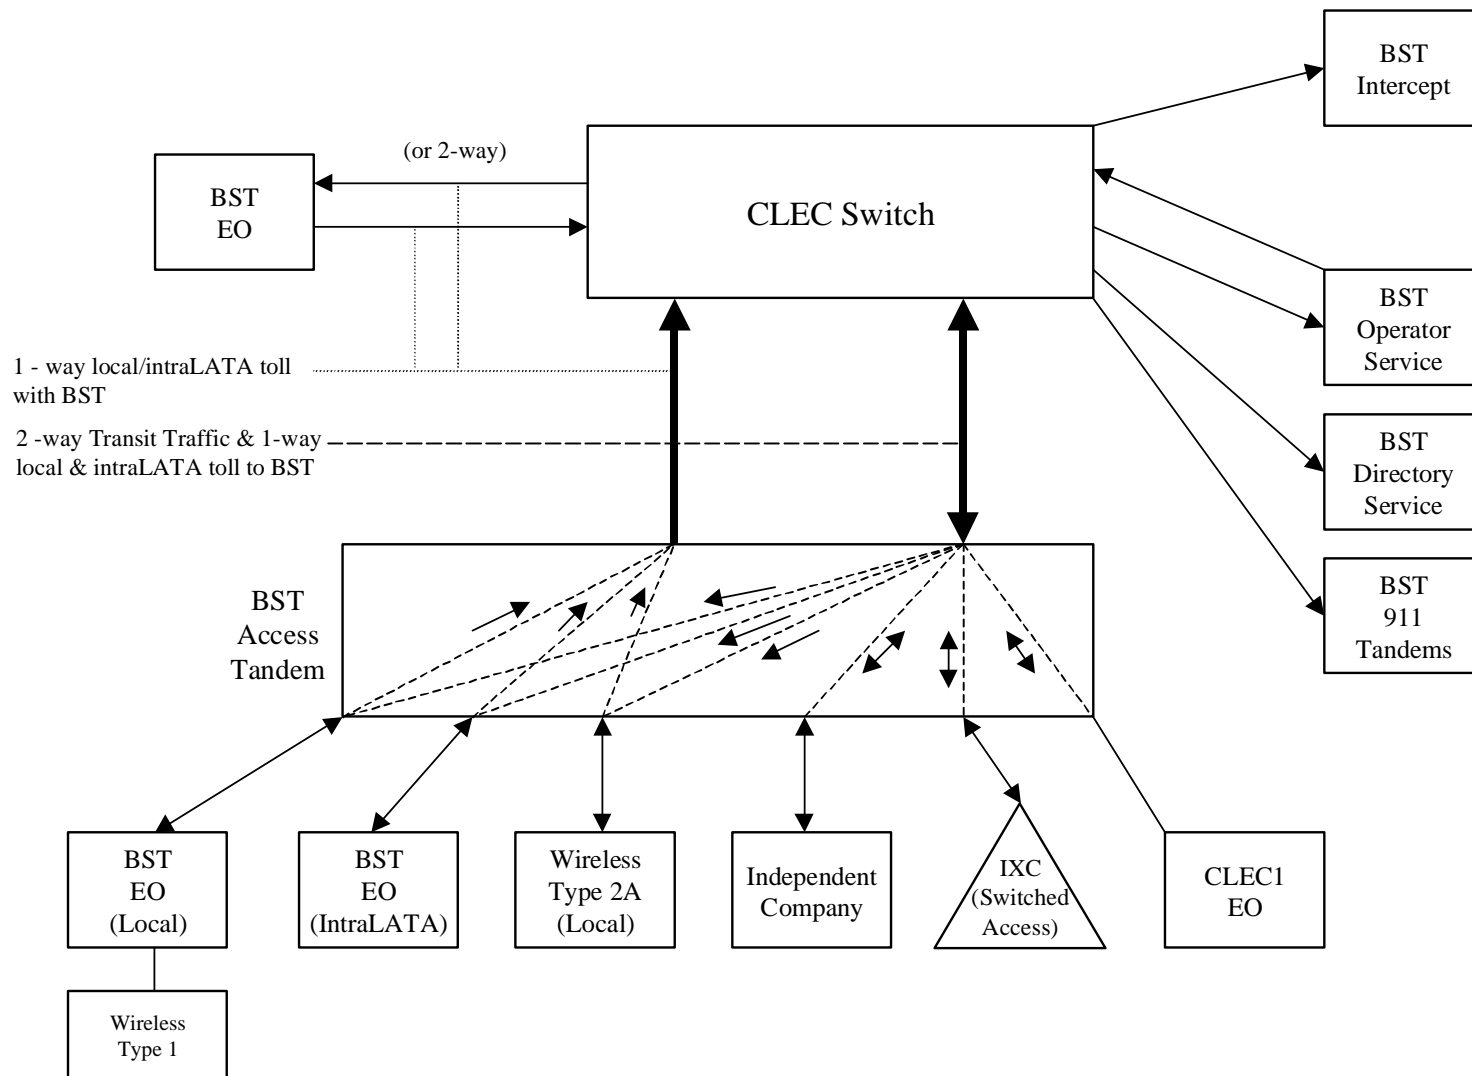 BST
Intercept
(or 2-way)
BST
EO
CLEC Switch
BST
Operator
Service
1 - way local/intraLATA toll
with BST
2 -way Transit Traffic & 1-way
local & intraLATA toll to BST
BST
Directory
Service
BST
Access
Tandem
BST
911
Tandems
BST
EO
(Local)
BST
EO
(IntraLATA)
Wireless
Type 2A
(Local)
Independent
Company
IXC
(Switched
Access)
CLEC1
EO
Wireless
Type 1